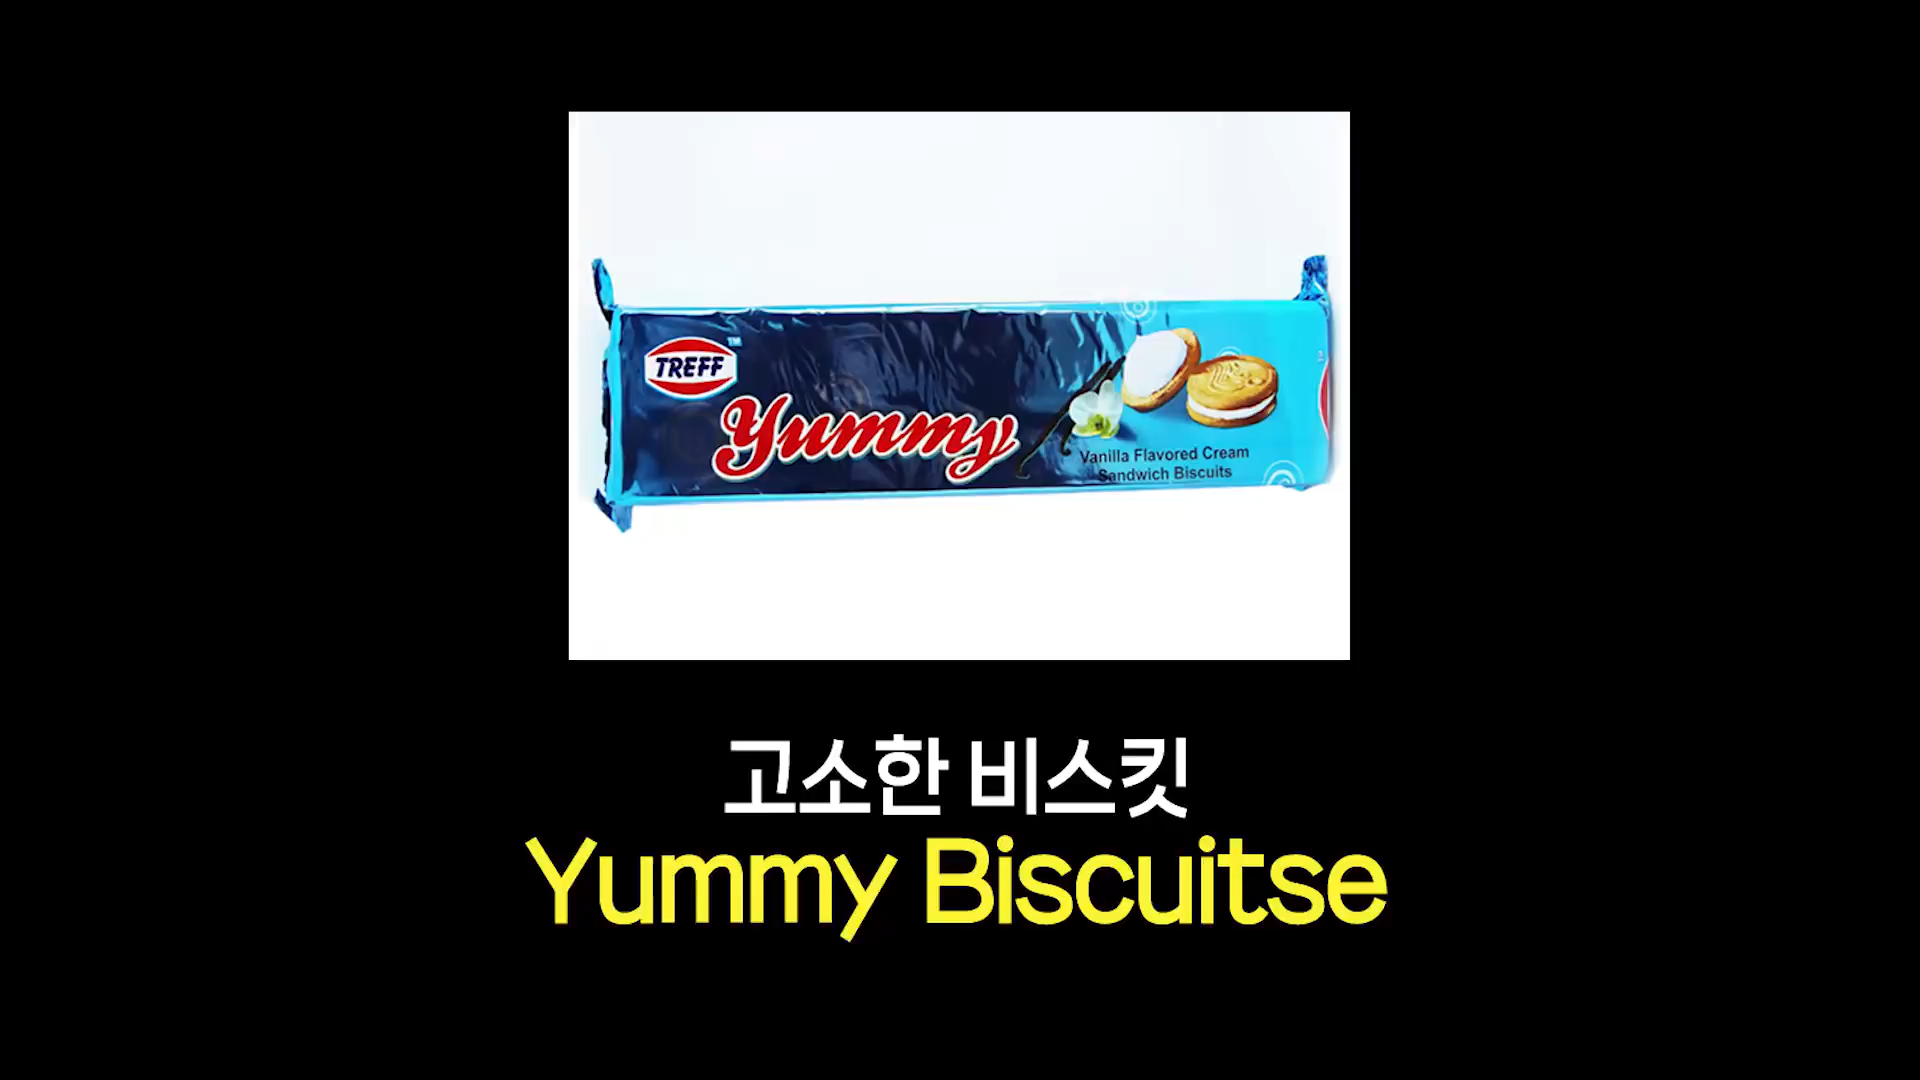 TREFF
TM
Yummy
Vanilla Flavored Cream
Sandwich Biscuits
고소한 비스킷
Yummy Biscuitse